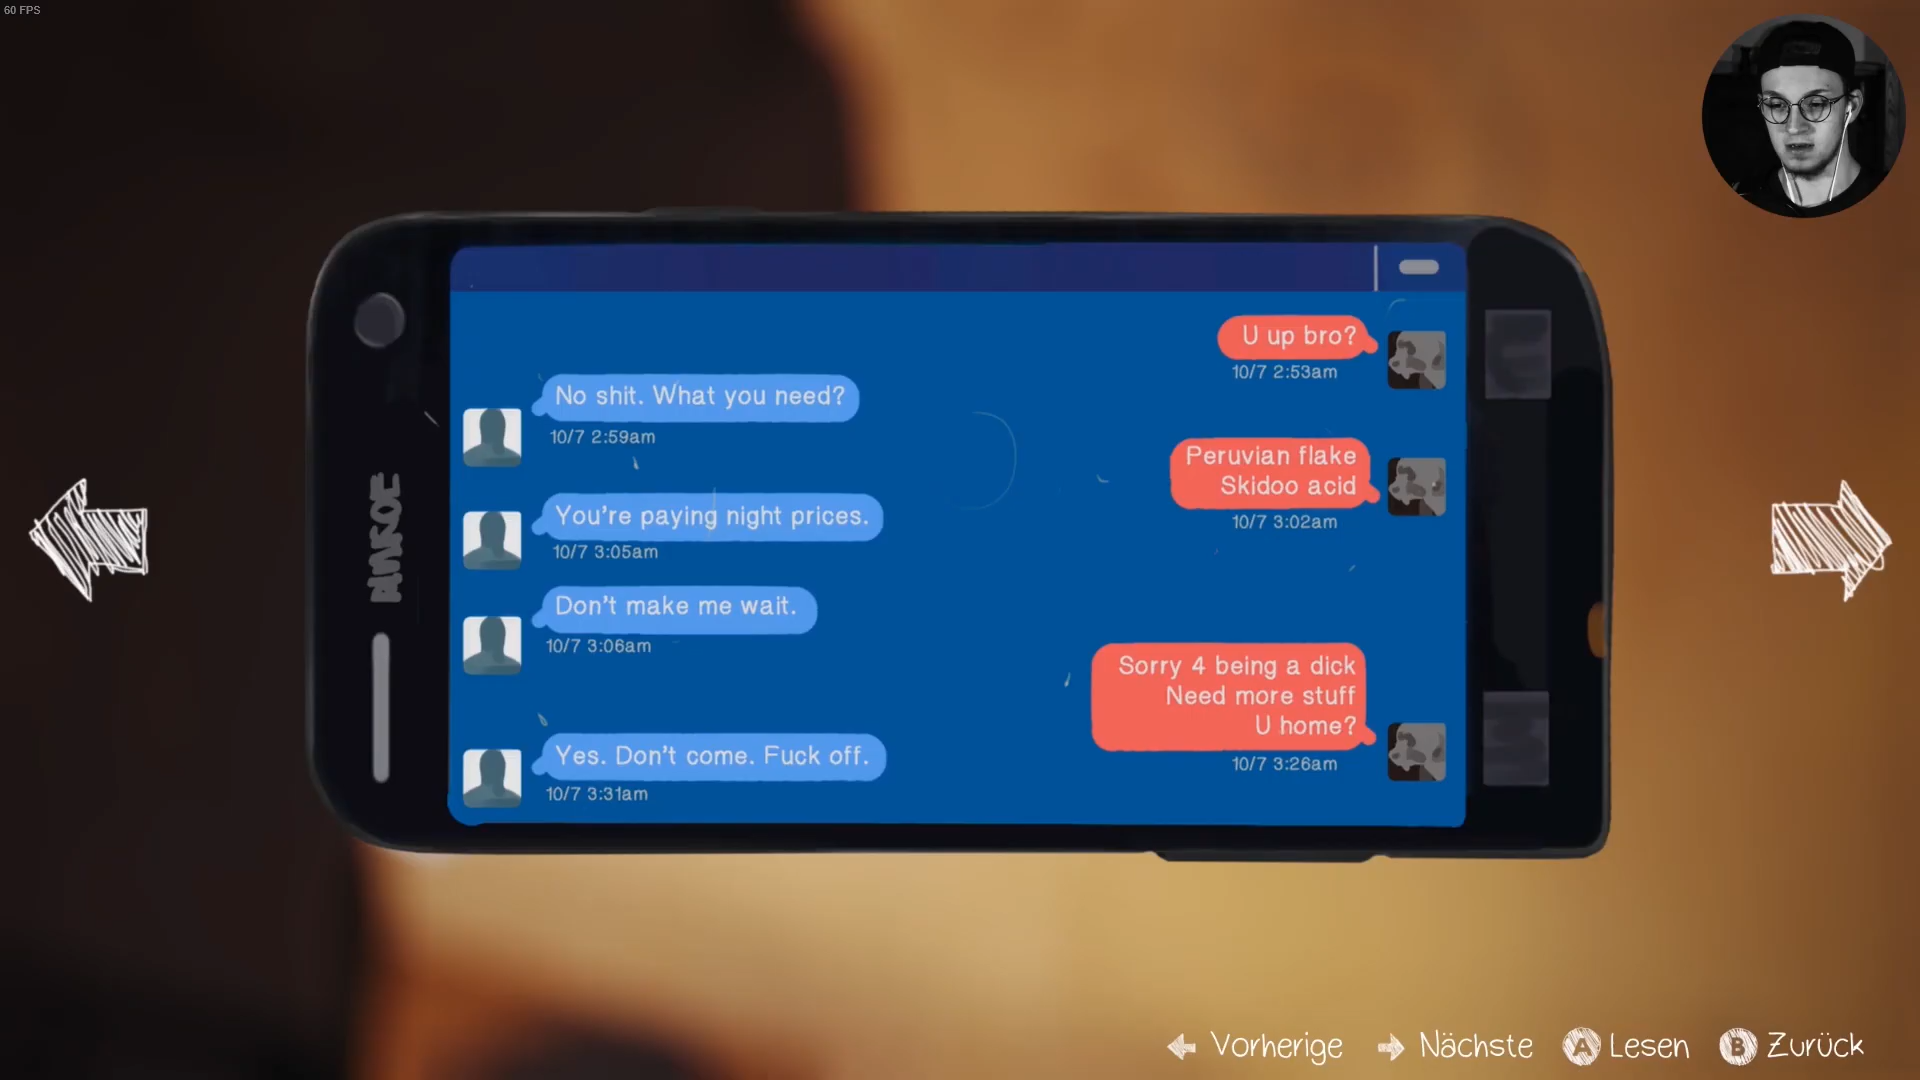 60 FPS
U up bro?
10/7 2:53am
No shit. What you need?
10/7 2:59am
Peruvian flake
Skidoo acid
10/7 3:02am
You're paying night prices.
10/7 3:05am
Don't make me wait.
10/7 3:06am
Sorry 4 being a dick
Need more stuff
U home?
10/7 3:26am
Yes. Don't come. Fuck off.
10/7 3:31am
Vorherige Nächste A Lesen B Zurück